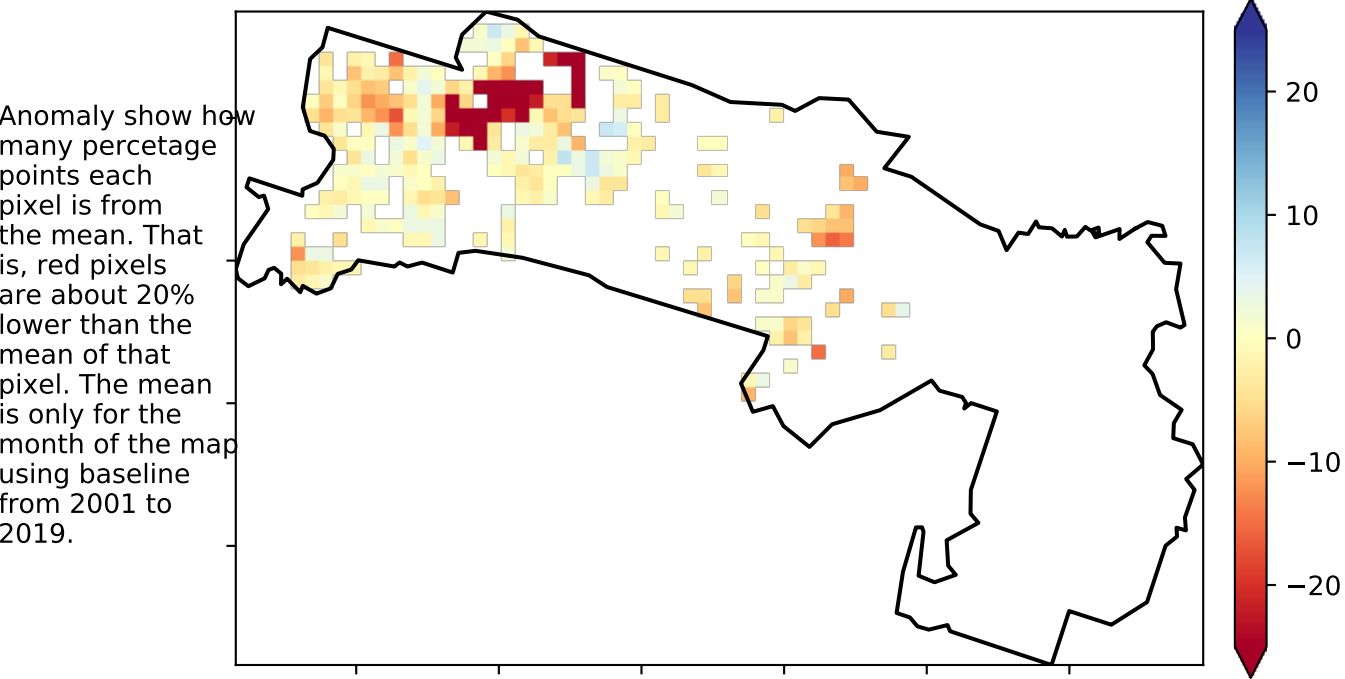 Anomaly show how
many percetage
points each
pixel is from
the mean. That
is, red pixels
are about 20%
lower than the
mean of that
pixel. The mean
is only for the
month of the map
using baseline
from 2001 to
2019.
20
10
0
−10
−20